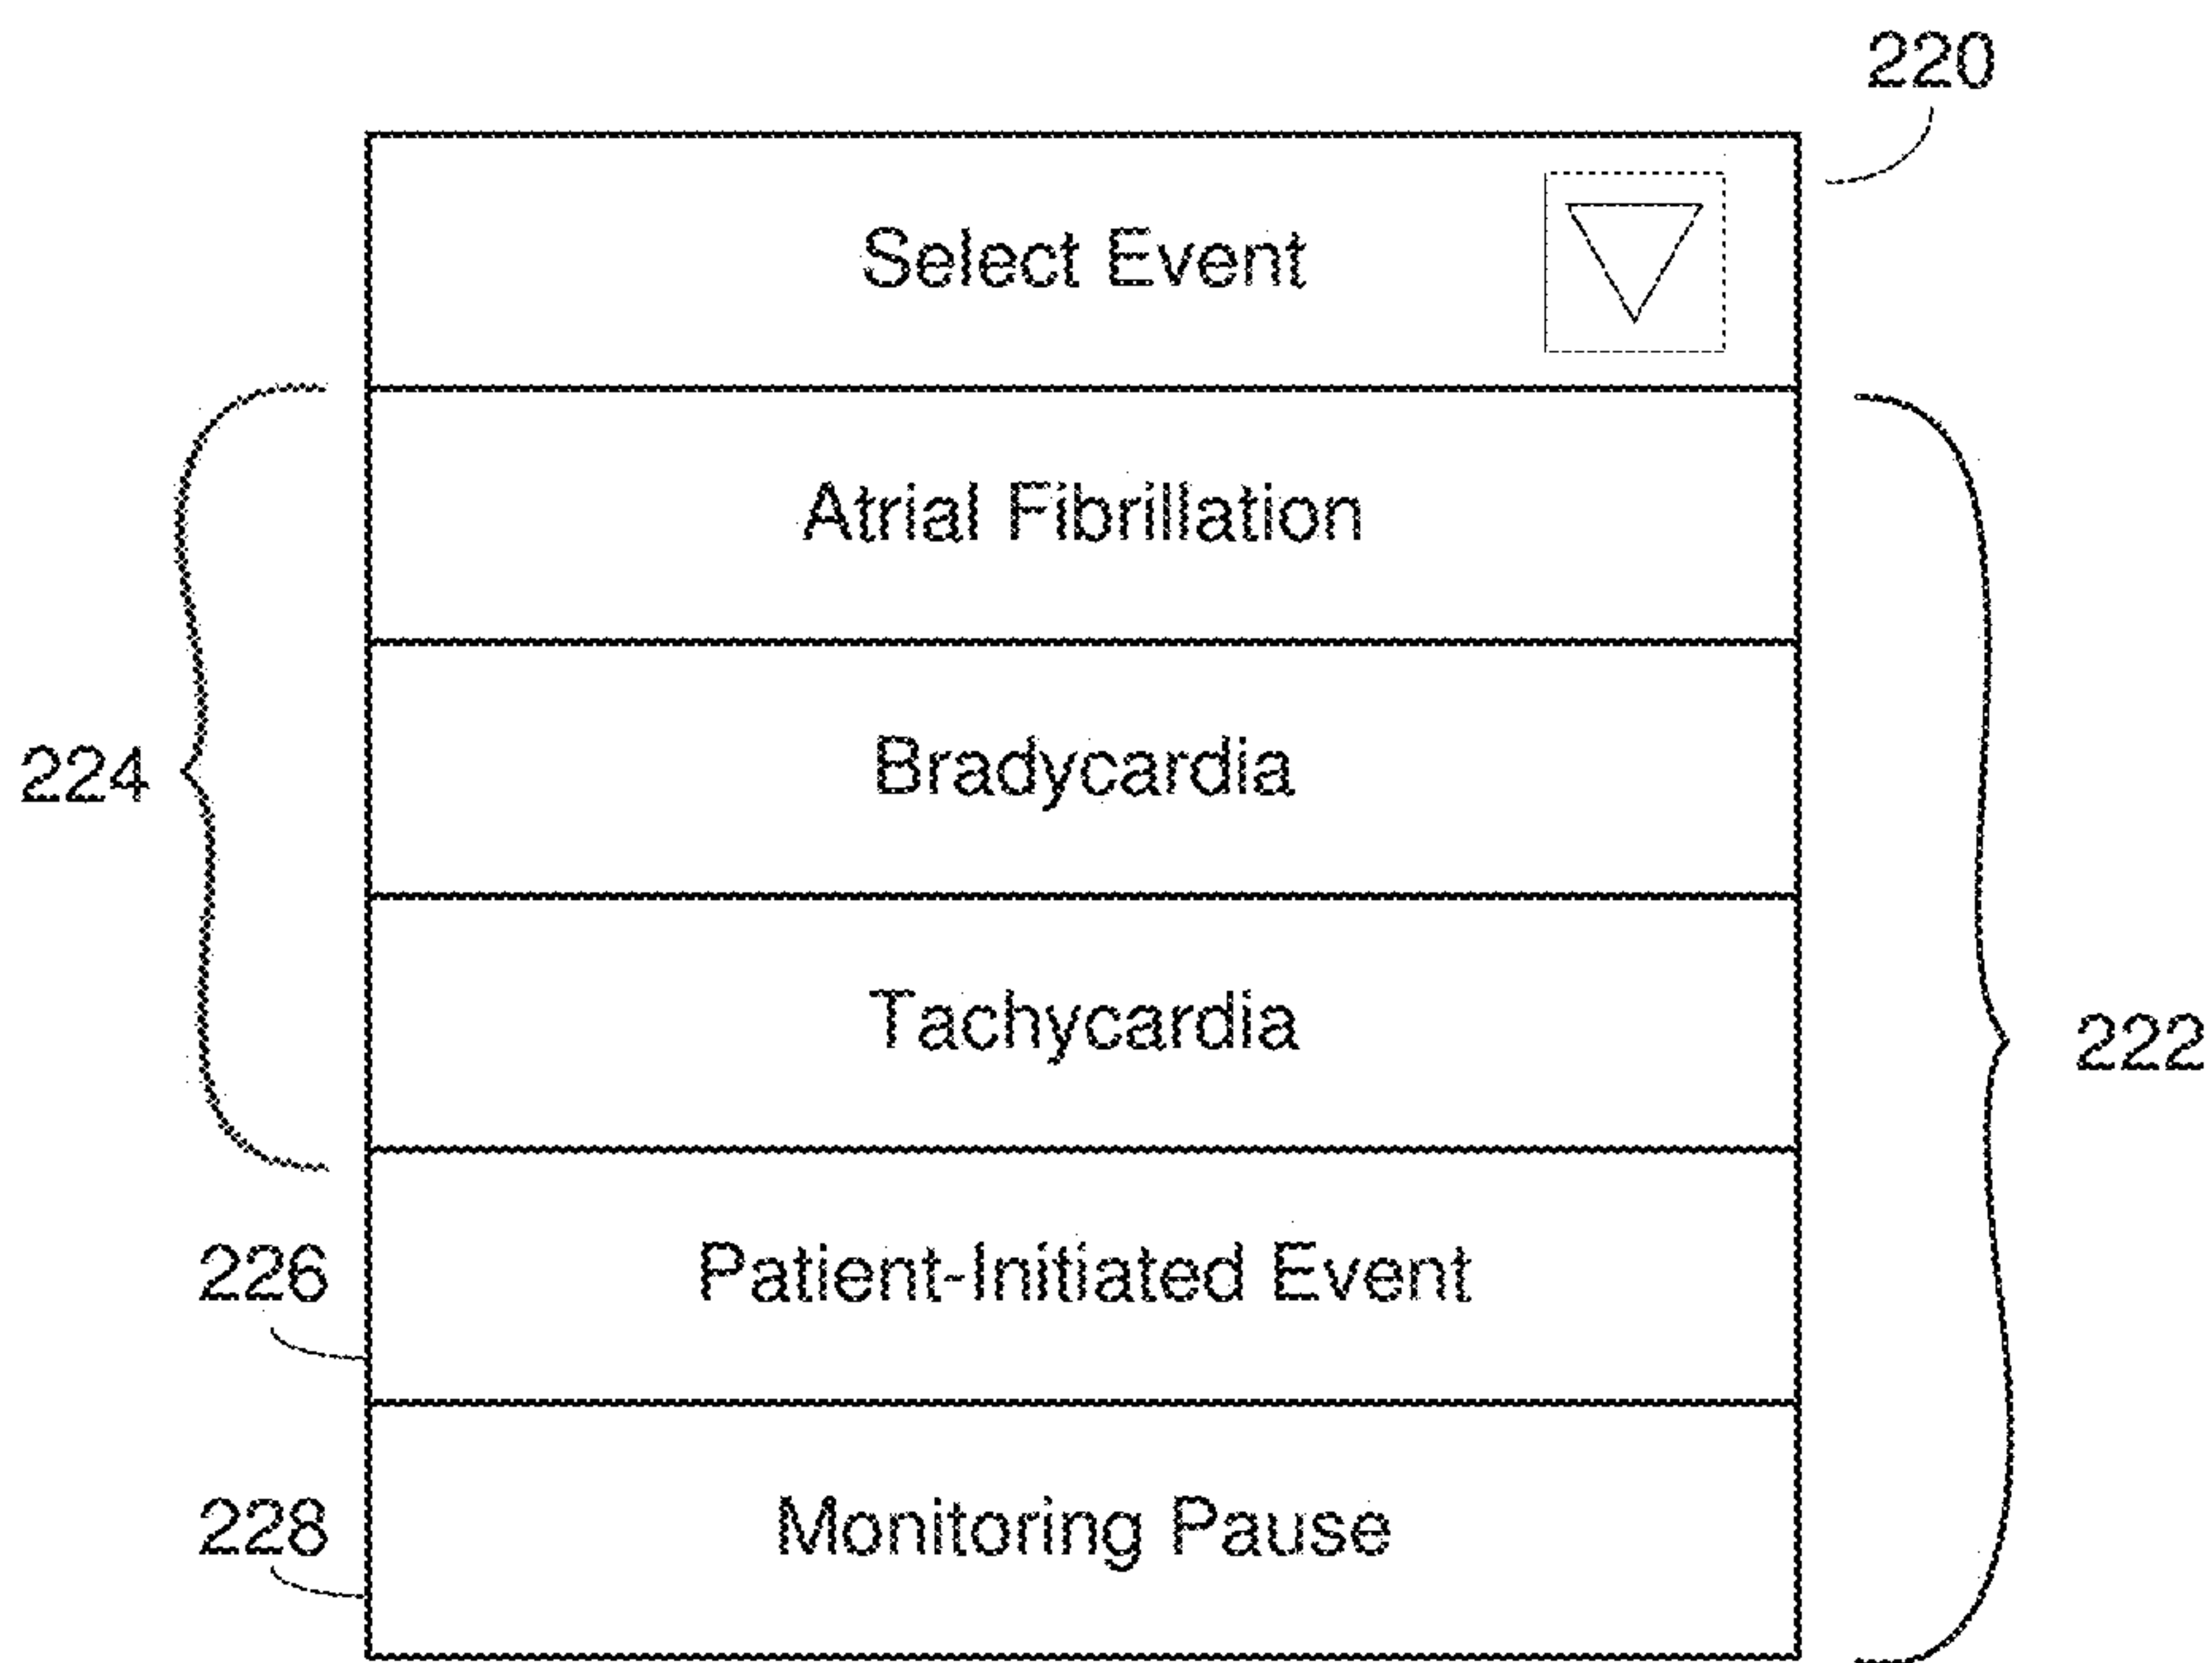 220
Select Event
Atrial Fibrillation
224
Bradycardia
Tachycardia
222
226
Patient-Initiated Event
228
Monitoring Pause